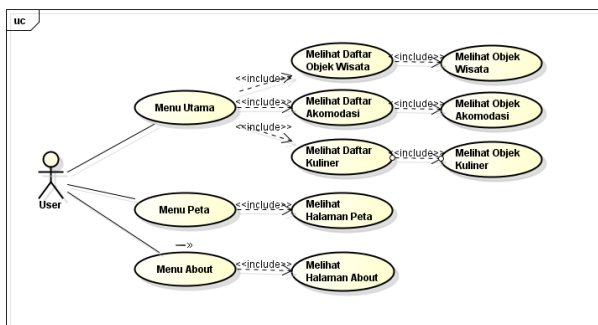 uc
Melihat Daftar
Objek Wisata
<<include>>
Melihat Objek
Wisata
<<include>>
Menu Utama
<<include>>
Melihat Daftar
Akomodasi
<<include>>
Melihat Objek
Akomodasi
<<include>>
Melihat Daftar
Kuliner
<<include>>
Melihat Objek
Kuliner
User
Menu Peta
<<include>>
Melihat
Halaman Peta
Menu About
<<include>>
Melihat
Halaman About